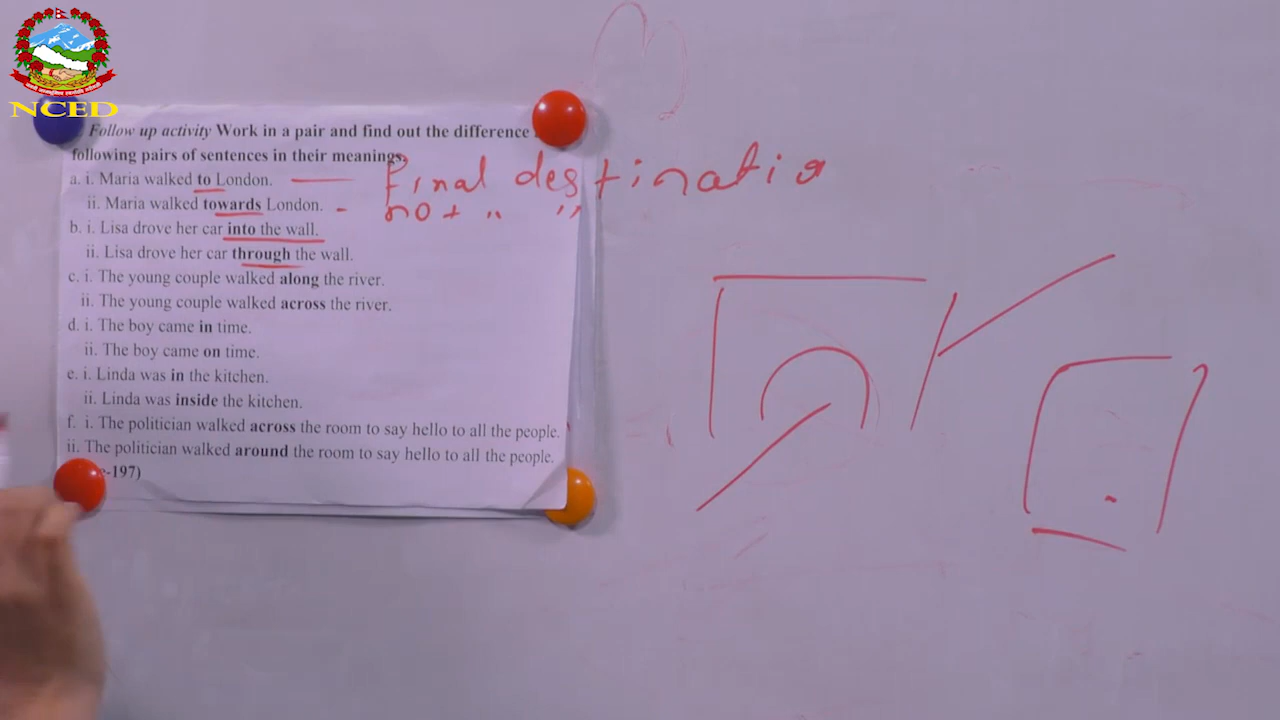 NCED
Follow up activity Work in a pair and find out the difference
following pairs of sentences in their meanings.
a. i. Maria walked to London. — Final destinatio
ii. Maria walked towards London. - not " "
b. i. Lisa drove her car into the wall.
ii. Lisa drove her car through the wall.
c. i. The young couple walked along the river.
ii. The young couple walked across the river.
d. i. The boy came in time.
ii. The boy came on time.
e. i. Linda was in the kitchen.
ii. Linda was inside the kitchen.
f. i. The politician walked across the room to say hello to all the people.
ii. The politician walked around the room to say hello to all the people.
-197)